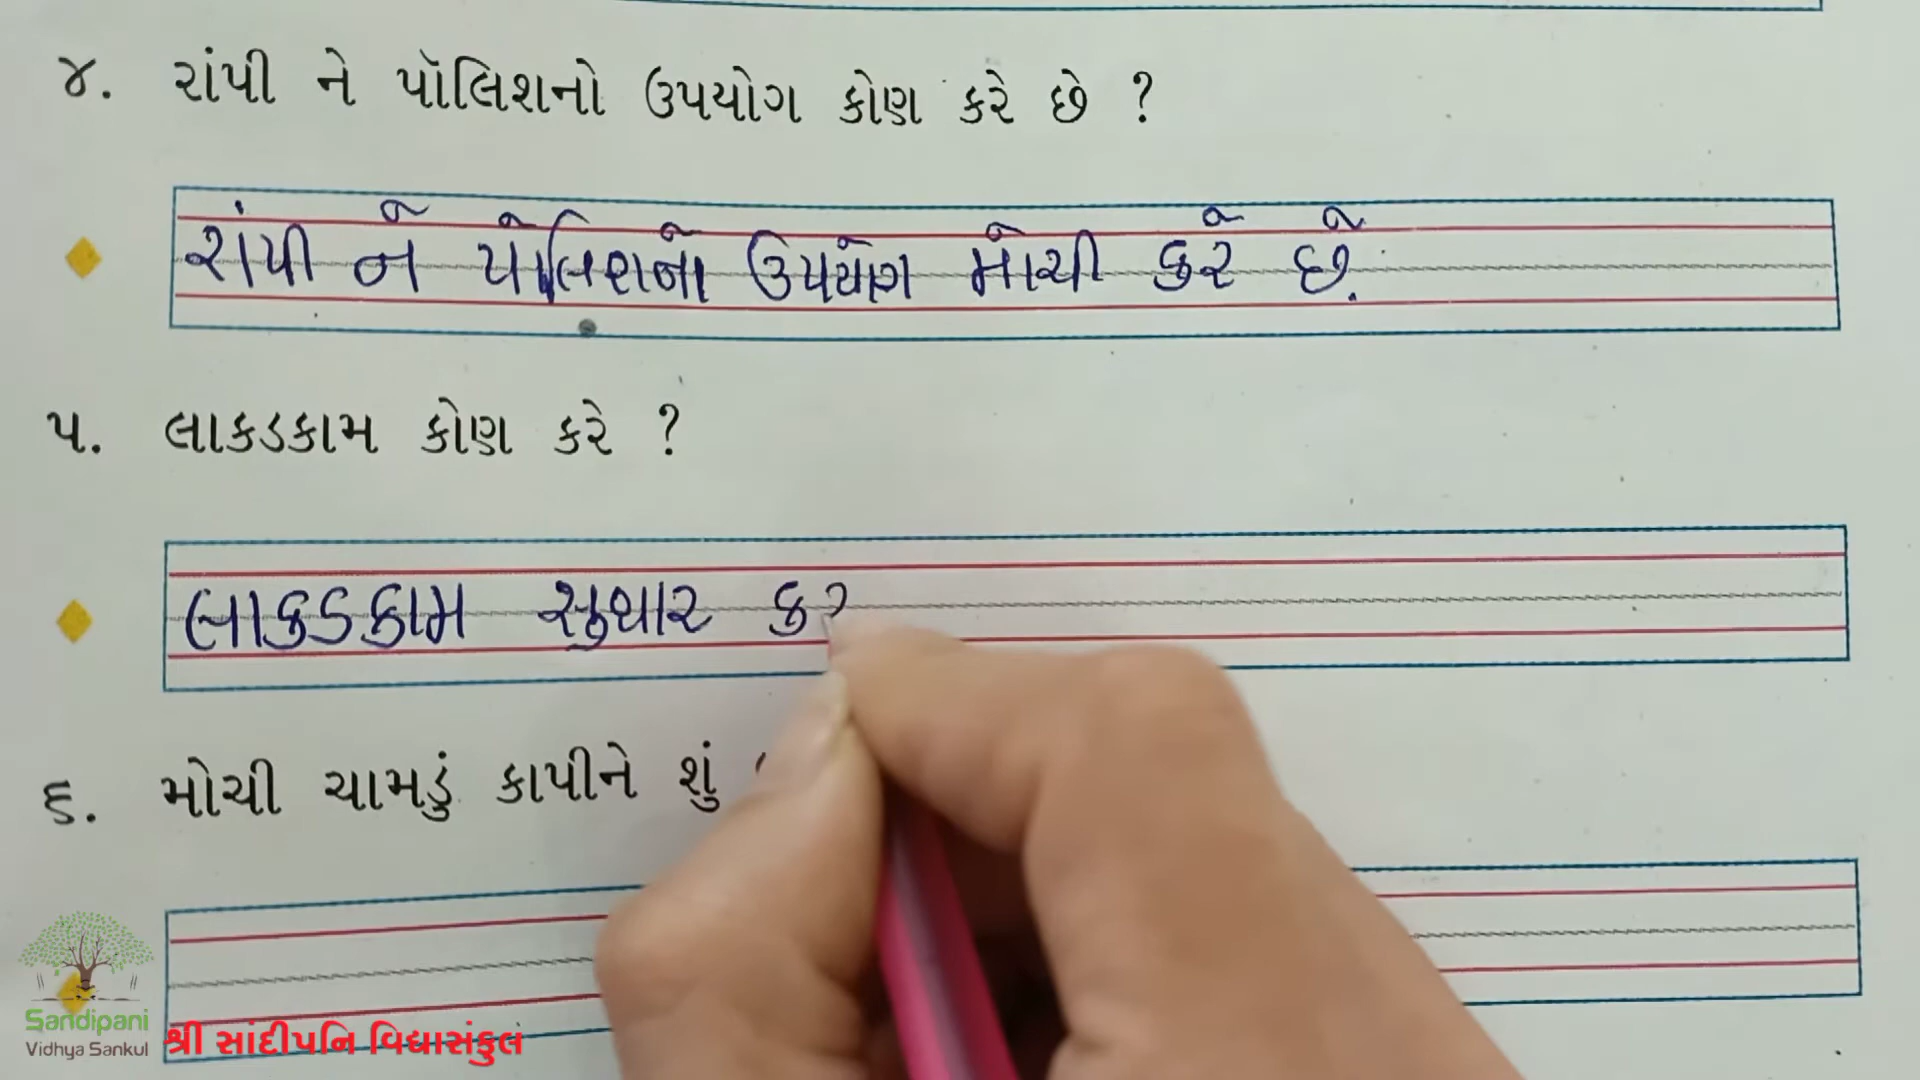 ૪. રાંપી ને પૉલિશનો ઉપયોગ કોણ કરે છે ?
રાંપી ને પોલિશનો ઉપયોગ મોચી કરે છે.
૫. લાકડકામ કોણ કરે ?
લાકડકામ સુથાર કર
૬. મોચી ચામડું કાપીને શું
Sandipani
Vidhya Sankul
શ્રી સાંદીપનિ વિદ્યાસંકુલ